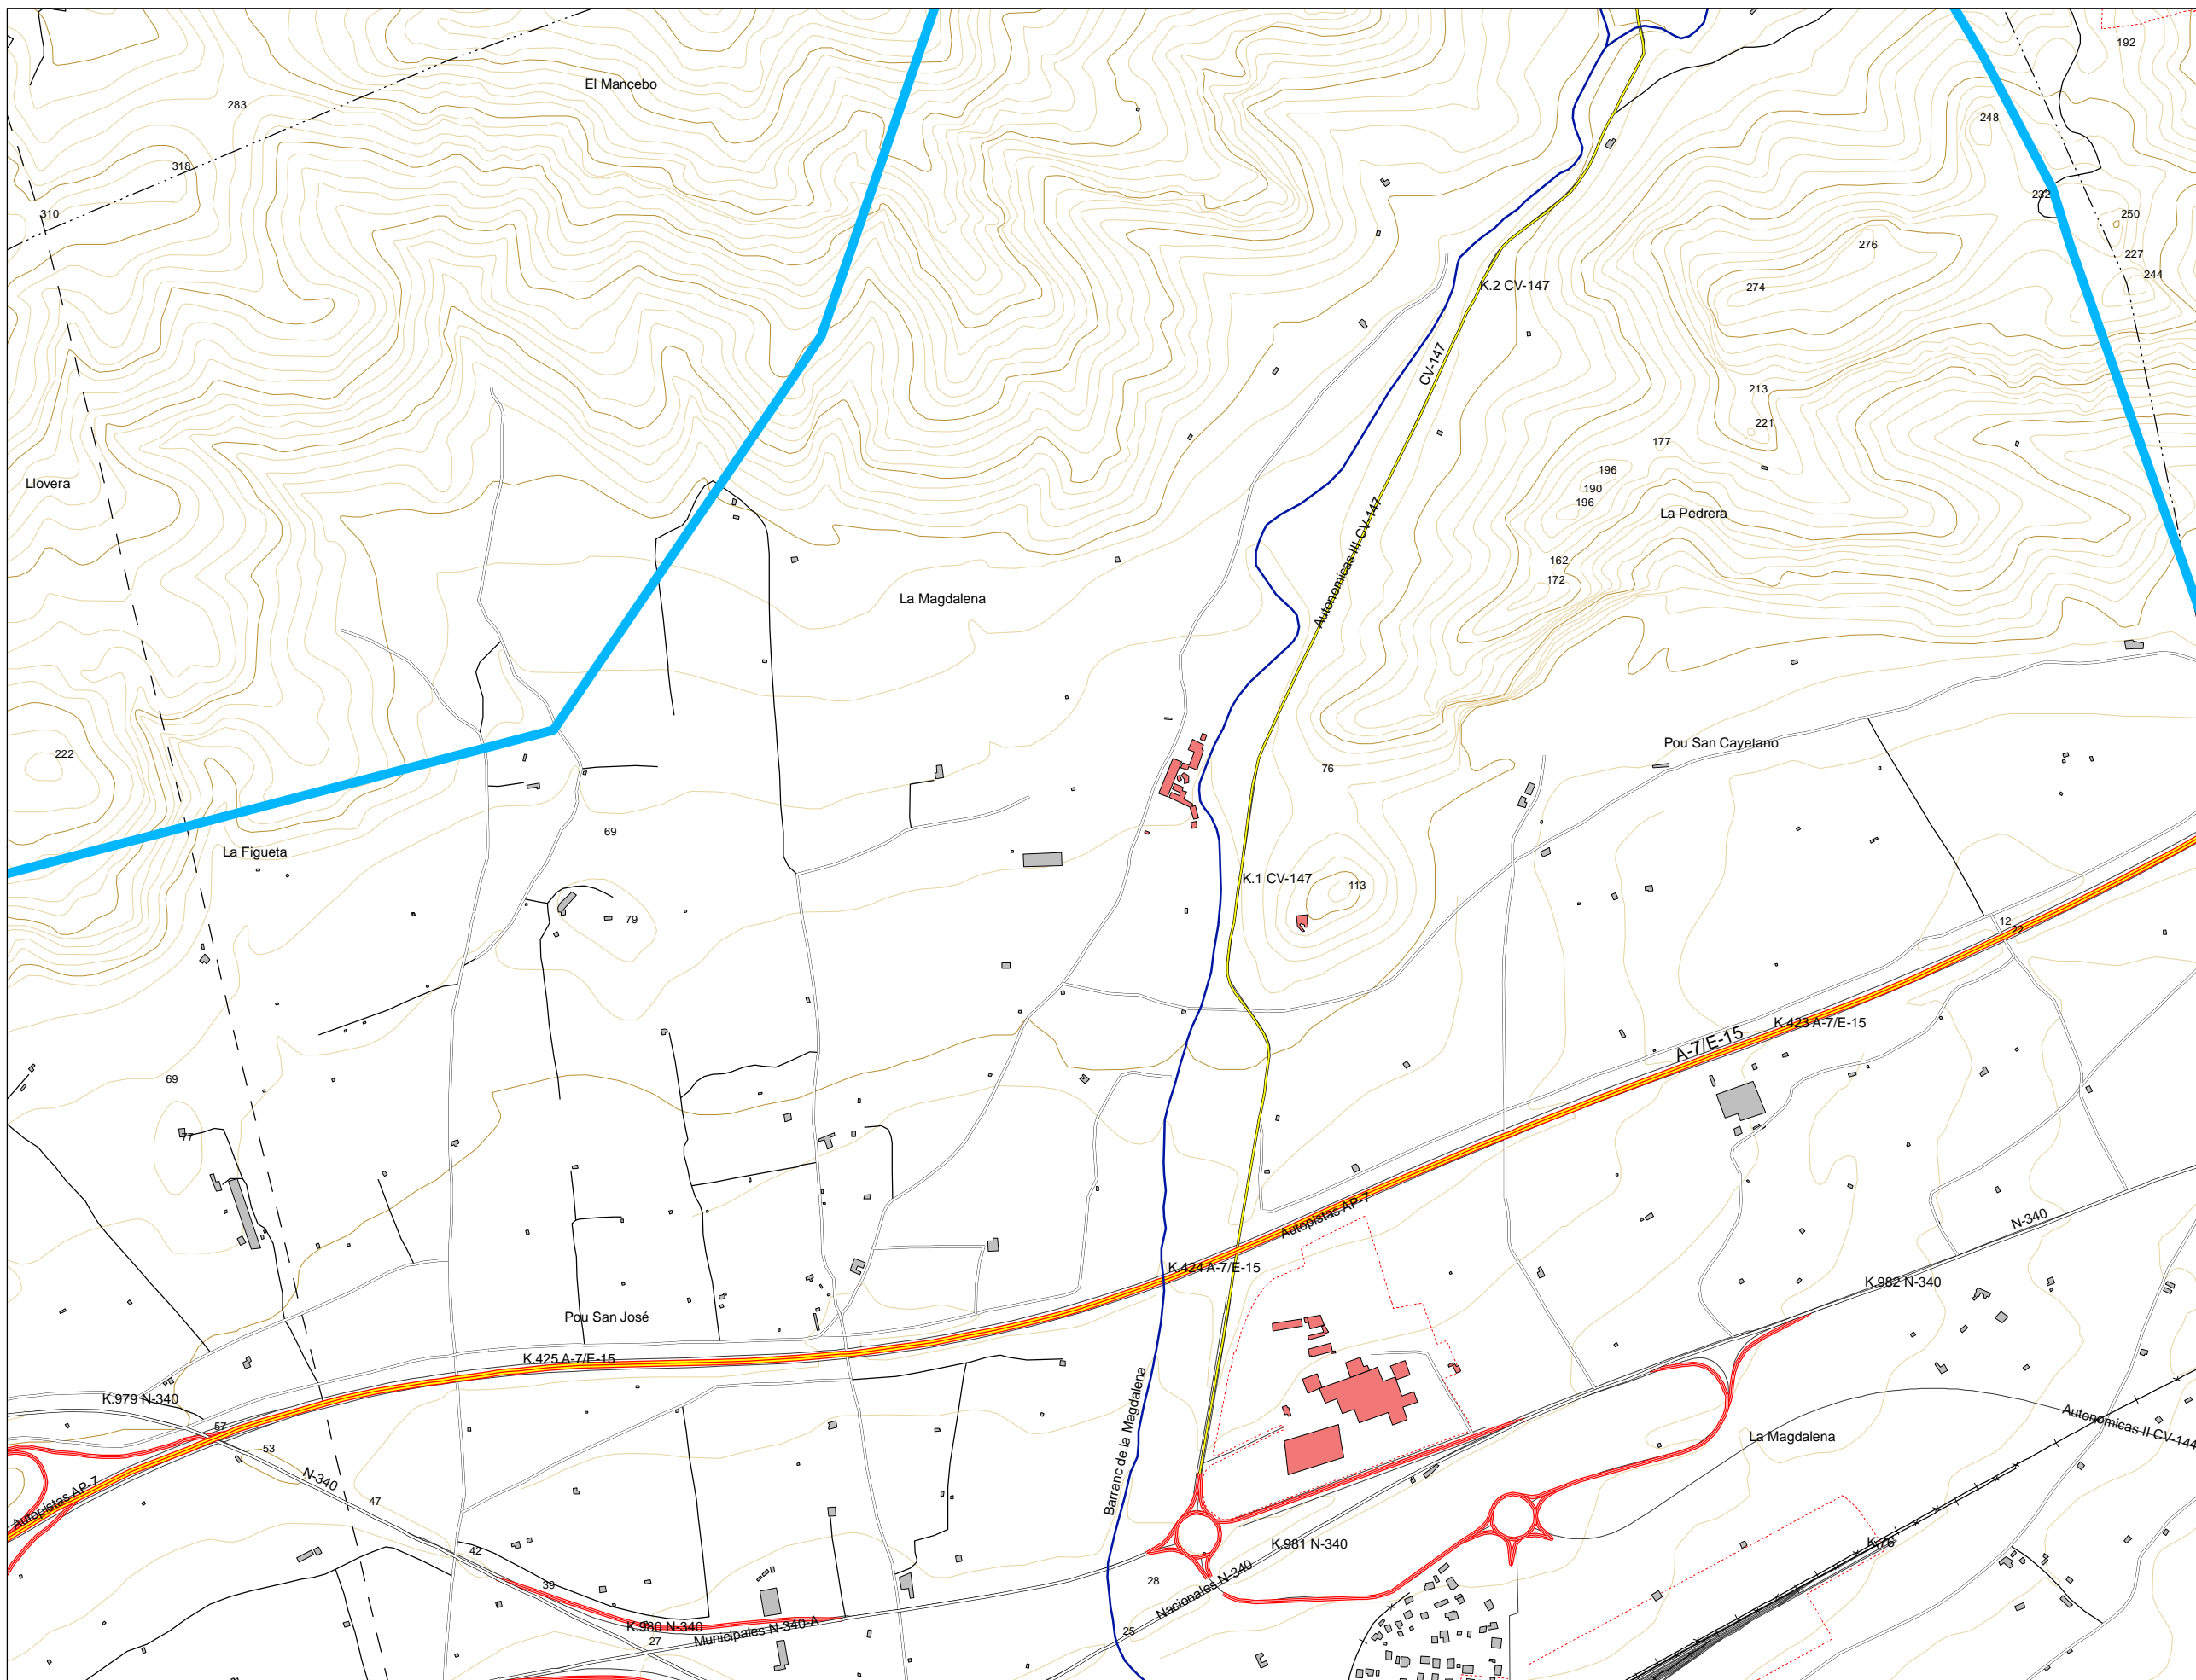 192
El Mancebo
283
248
318
310
232
250
276
227
244
274
K.2 CV-147
CV-147
213
221
177
196
190
196
Llovera
La Pedrera
Autonomicas III CV-147
162
172
La Magdalena
Pou San Cayetano
222
76
69
La Figueta
K.1 CV-147
113
79
12
22
K.423 A-7/E-15
A-7/E-15
69
77
Autopistas AP-7
N-340
K.424 A-7/E-15
K.982 N-340
Pou San José
K.425 A-7/E-15
K.979 N-340
57
53
Barranc de la Magdalena
La Magdalena
Autonomicas II CV-144
N-340
Autopistas AP-7
47
42
K.981 N-340
K.76
39
28
Nacionales N-340
K.980 N-340
Municipales N-340-A
27
25